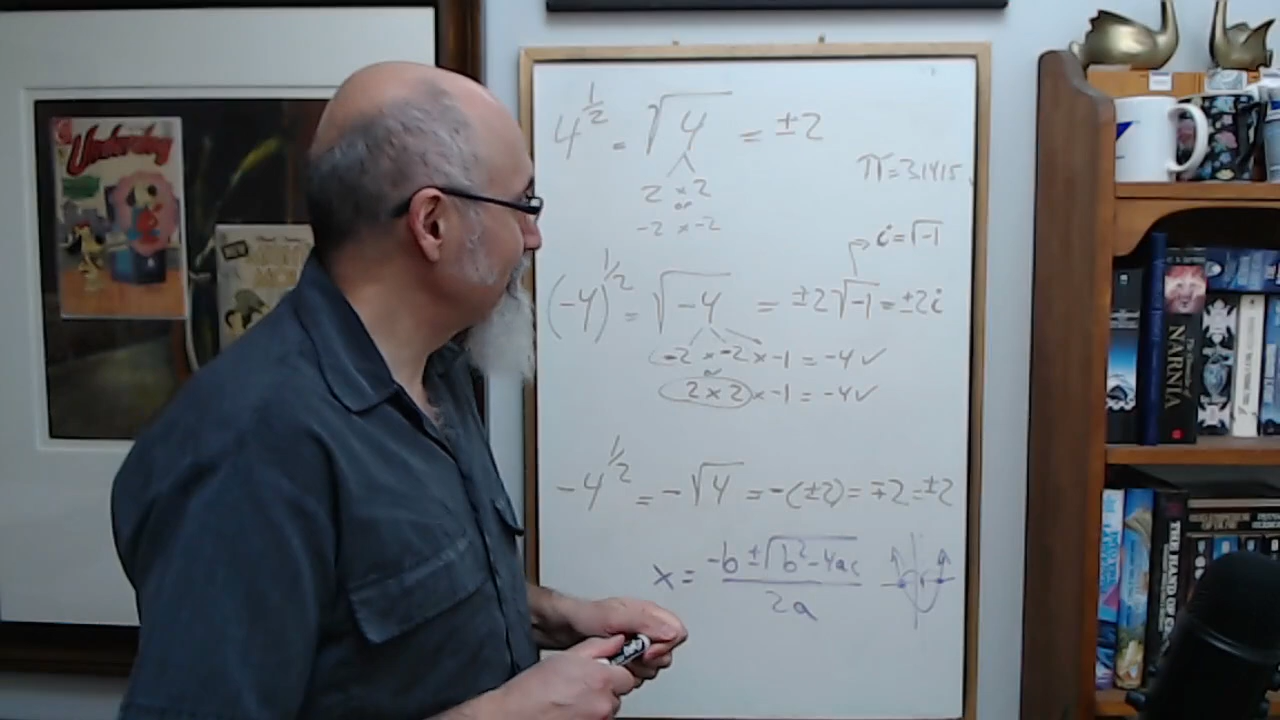 Underdog
4^{1/2} = √4 = ±2
2 × 2
or
-2 × -2
π = 3.1415
i = √-1
(-4)^{1/2} = √-4 = ±2√-1 = ±2i
-2 × -2 × -1 = -4 ✓
or
2 × 2 × -1 = -4 ✓
-4^{1/2} = -√4 = -(±2) = ∓2 = ±2
x = (-b ± √(b² - 4ac)) / 2a
NARNIA
THE HAND OF